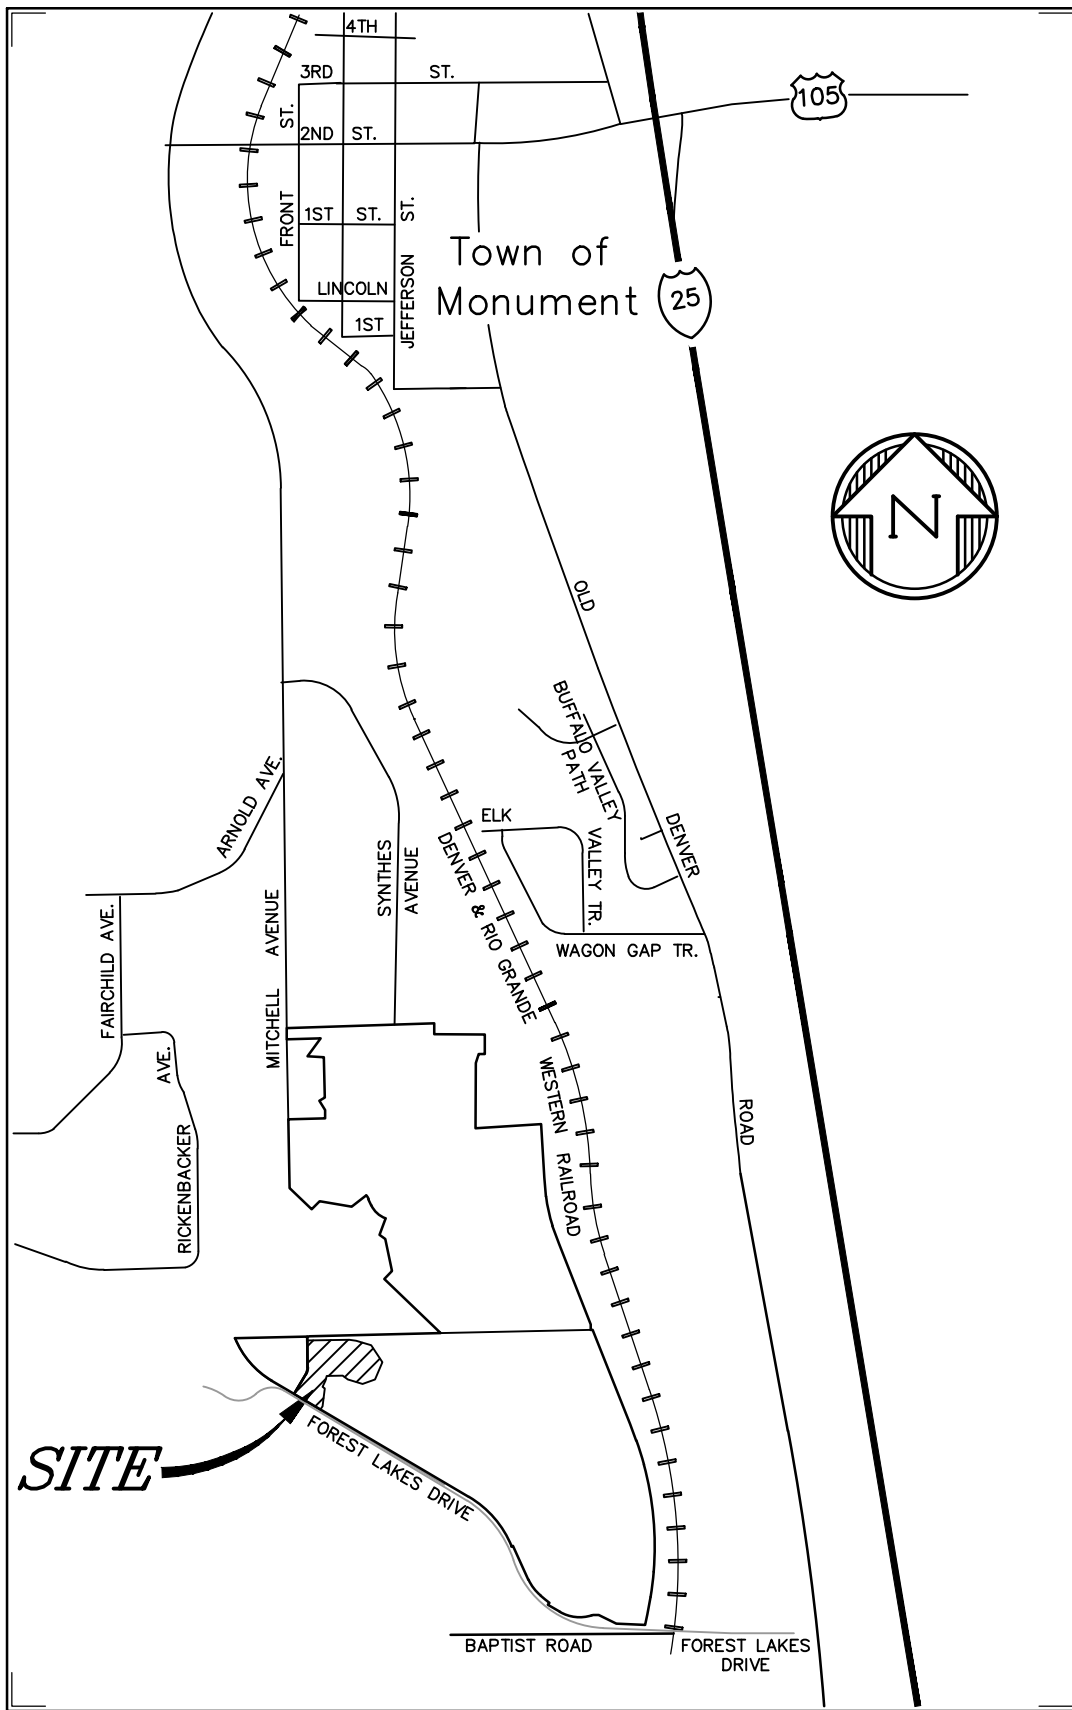 4TH
3RD ST.
105
ST.
2ND ST.
FRONT
1ST ST.
ST.
Town of
Monument
25
LINCOLN
JEFFERSON
1ST
N
OLD
BUFFALO VALLEY
PATH
ARNOLD AVE.
ELK
VALLEY TR.
DENVER
SYNTHES
AVENUE
DENVER & RIO GRANDE
WAGON GAP TR.
FAIRCHILD AVE.
MITCHELL AVENUE
AVE.
WESTERN RAILROAD
ROAD
RICKENBACKER
SITE
FOREST LAKES DRIVE
BAPTIST ROAD
FOREST LAKES
DRIVE